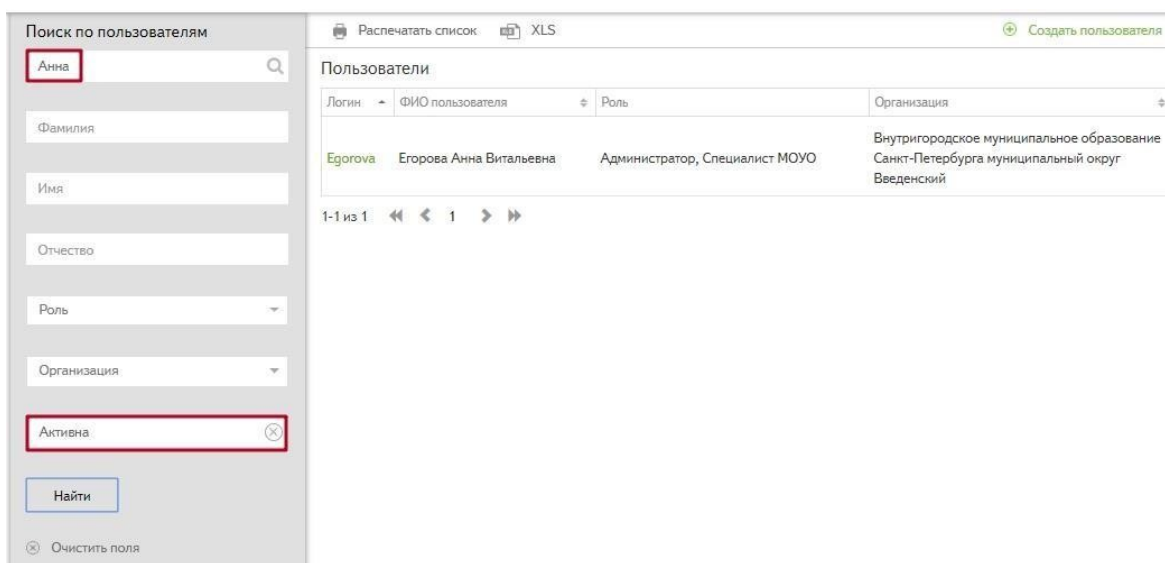 Поиск по пользователям
Анна
Фамилия
Имя
Отчество
Роль
Организация
Активна
Найти
Очистить поля
Распечатать список XLS Создать пользователя
Пользователи
Логин ФИО пользователя Роль Организация
Egorova Егорова Анна Витальевна Администратор, Специалист МОУО Внутригородское муниципальное образование
Санкт-Петербурга муниципальный округ
Введенский
1-1 из 1 1